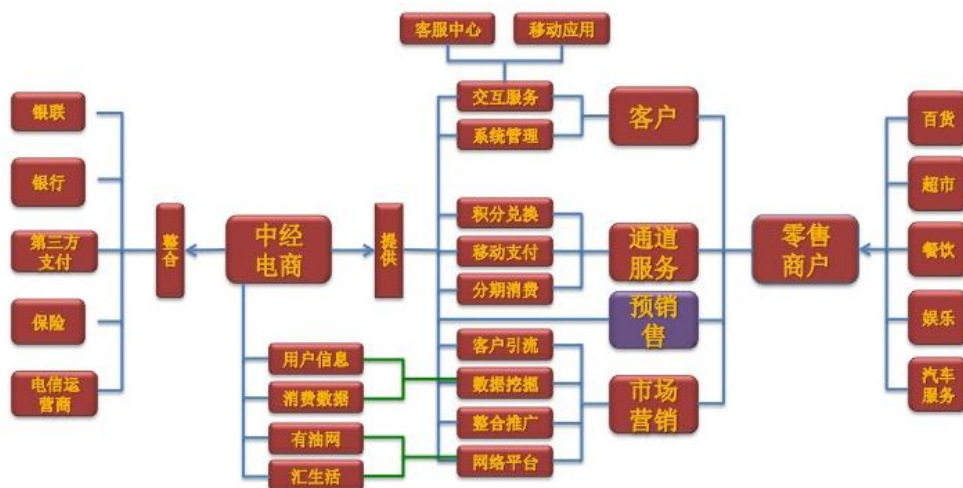 客服中心
移动应用
银联
银行
第三方
支付
保险
电信运
营商
整
合
中经
电商
提
供
用户信息
消费数据
有油网
汇生活
交互服务
系统管理
积分兑换
移动支付
分期消费
客户引流
数据挖掘
整合推广
网络平台
客户
通道
服务
预销
售
市场
营销
零售
商户
百货
超市
餐饮
娱乐
汽车
服务